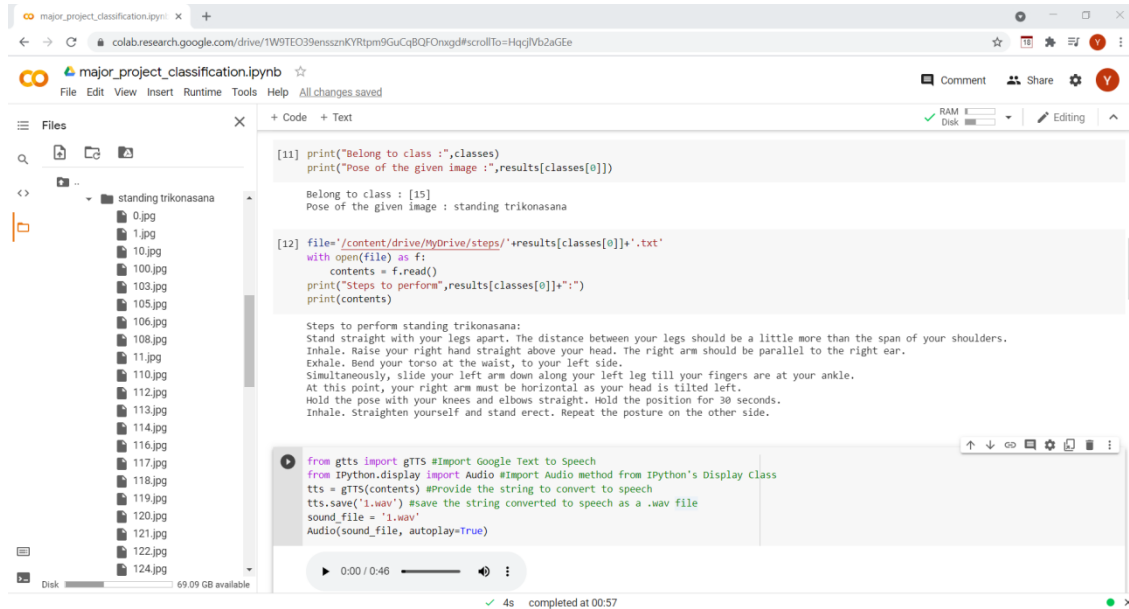 major_project_classification.ipynl
colab.research.google.com/drive/1W9TEO39enssznKYRtpm9GuCqBQFOnxgd#scrollTo=HqcjlVb2aGEe
18
Y
CO
major_project_classification.ipynb
File Edit View Insert Runtime Tools Help All changes saved
Comment
Share
Y
Files
+ Code + Text
RAM
Disk
Editing
..
standing trikonasana
0.jpg
1.jpg
10.jpg
100.jpg
103.jpg
105.jpg
106.jpg
108.jpg
11.jpg
110.jpg
112.jpg
113.jpg
114.jpg
116.jpg
117.jpg
118.jpg
119.jpg
120.jpg
121.jpg
122.jpg
124.jpg
Disk 69.09 GB available
[11] print("Belong to class :",classes)
print("Pose of the given image :",results[classes[0]])
Belong to class : [15]
Pose of the given image : standing trikonasana
[12] file='/content/drive/MyDrive/steps/'+results[classes[0]]+'.txt'
with open(file) as f:
contents = f.read()
print("Steps to perform",results[classes[0]]+":")
print(contents)
Steps to perform standing trikonasana:
Stand straight with your legs apart. The distance between your legs should be a little more than the span of your shoulders.
Inhale. Raise your right hand straight above your head. The right arm should be parallel to the right ear.
Exhale. Bend your torso at the waist, to your left side.
Simultaneously, slide your left arm down along your left leg till your fingers are at your ankle.
At this point, your right arm must be horizontal as your head is tilted left.
Hold the pose with your knees and elbows straight. Hold the position for 30 seconds.
Inhale. Straighten yourself and stand erect. Repeat the posture on the other side.
from gtts import gTTS #Import Google Text to Speech
from IPython.display import Audio #Import Audio method from IPython's Display Class
tts = gTTS(contents) #Provide the string to convert to speech
tts.save('1.wav') #save the string converted to speech as a .wav file
sound_file = '1.wav'
Audio(sound_file, autoplay=True)
0:00 / 0:46
4s completed at 00:57